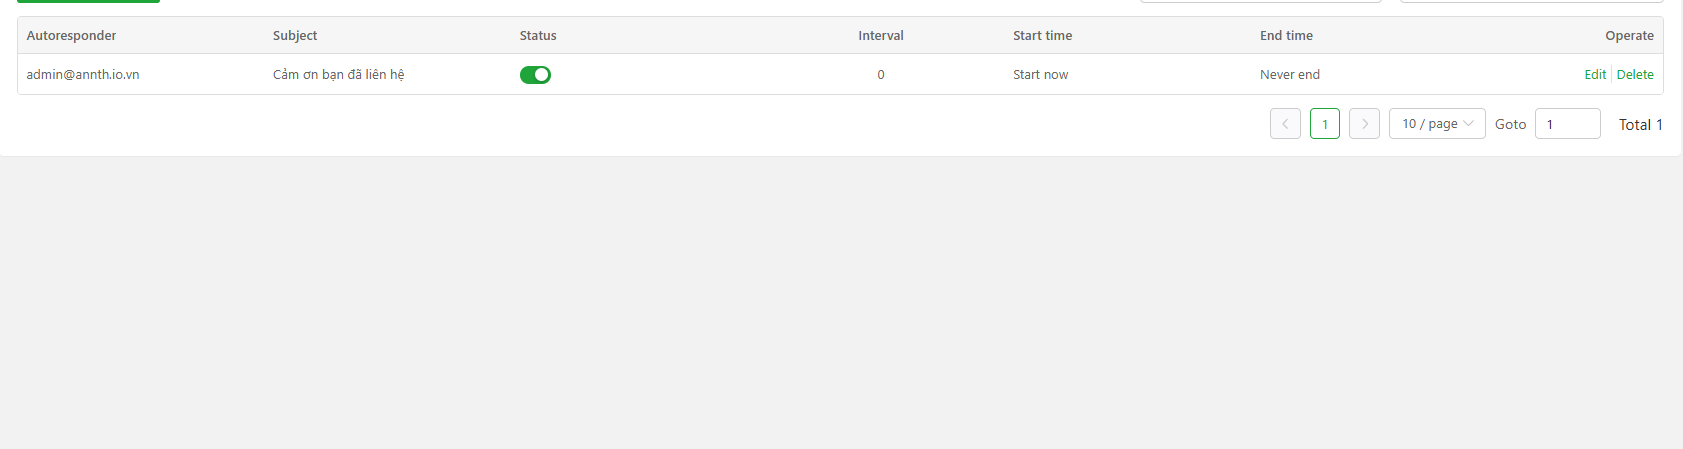 Autoresponder Subject Status Interval Start time End time Operate
admin@annth.io.vn Cảm ơn bạn đã liên hệ 0 Start now Never end Edit Delete
1 10 / page Goto 1 Total 1